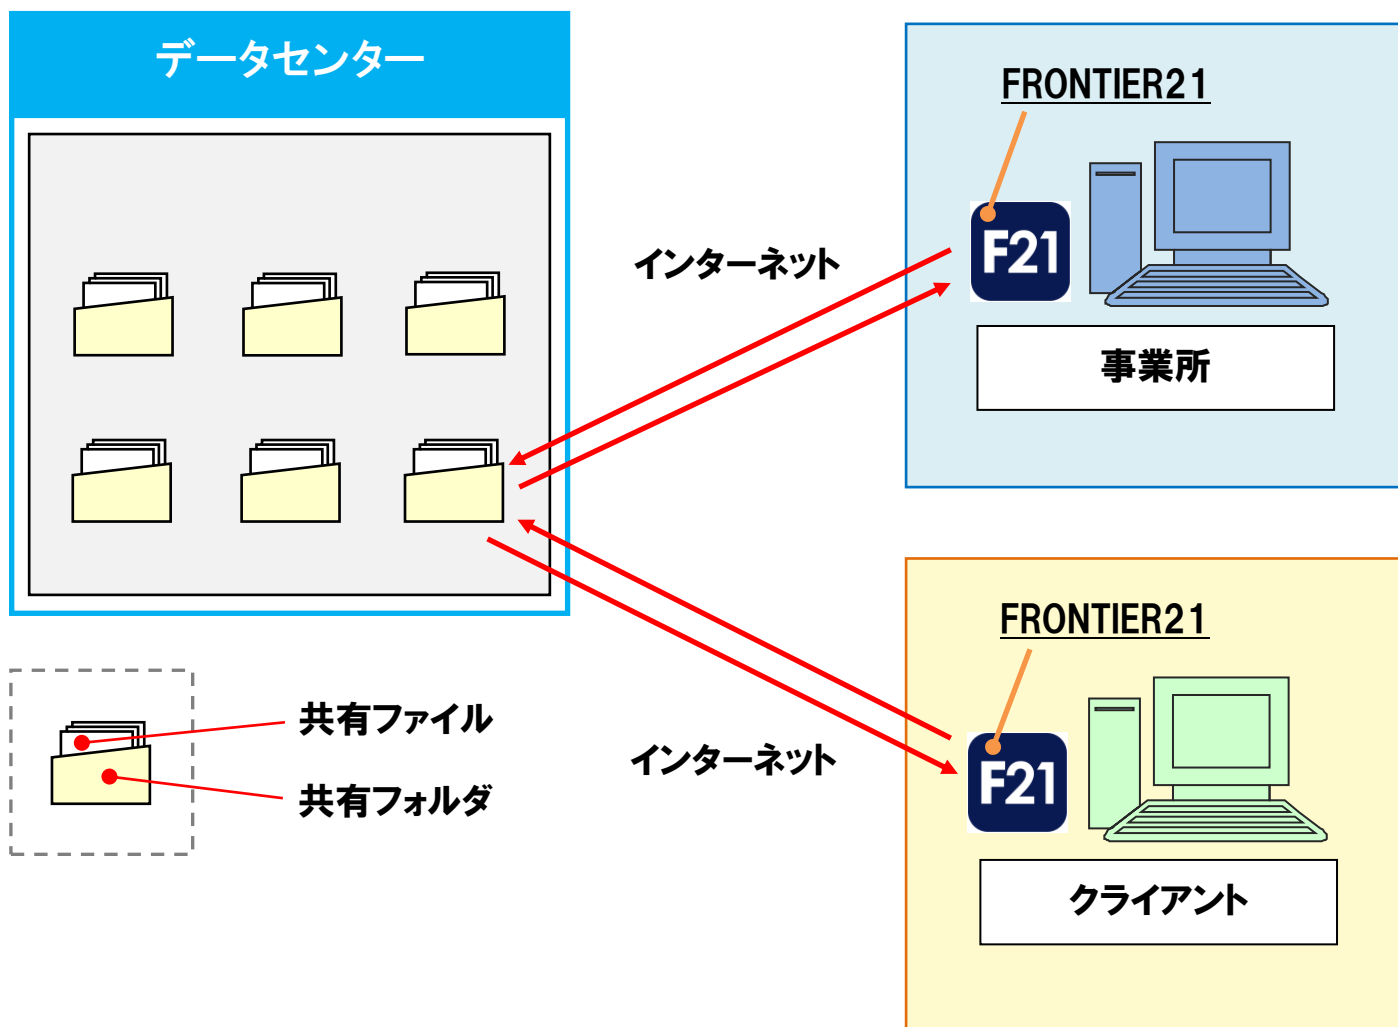 データセンター
FRONTIER21
F21
インターネット
事業所
FRONTIER21
共有ファイル
インターネット
F21
共有フォルダ
クライアント